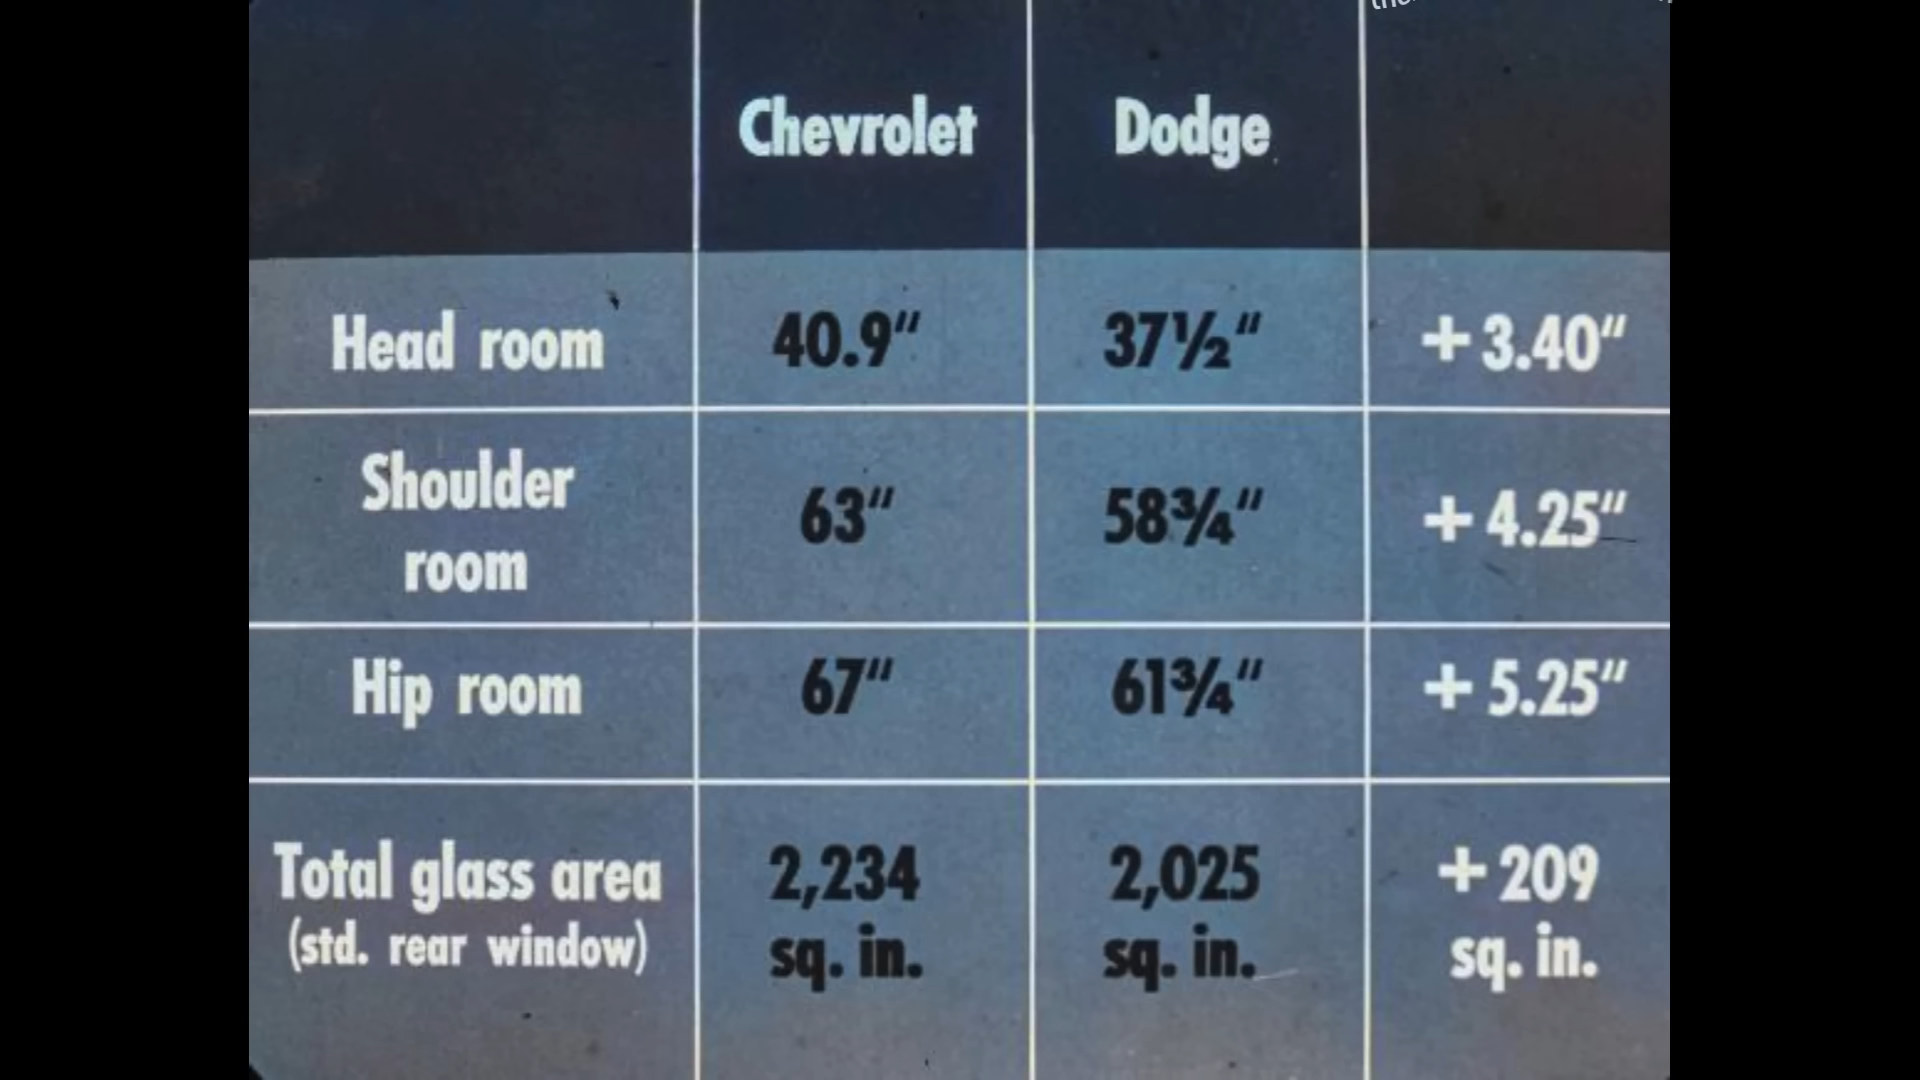 Chevrolet Dodge
Head room 40.9" 37½" +3.40"
Shoulder
room 63" 58¾" +4.25"
Hip room 67" 61¾" +5.25"
Total glass area 2,234 2,025 +209
(std. rear window) sq. in. sq. in. sq. in.